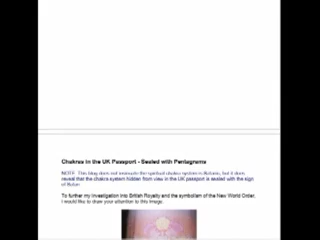 Chakras in the UK Passport - Sealed with Pentagrams
NOTE: This blog does not insinuate the spiritual chakra system is Satanic, but it does
reveal that the chakra system hidden from view in the UK passport is sealed with the sign
of Satan.
To further my investigation into British Royalty and the symbolism of the New World Order,
I would like to draw your attention to this image.